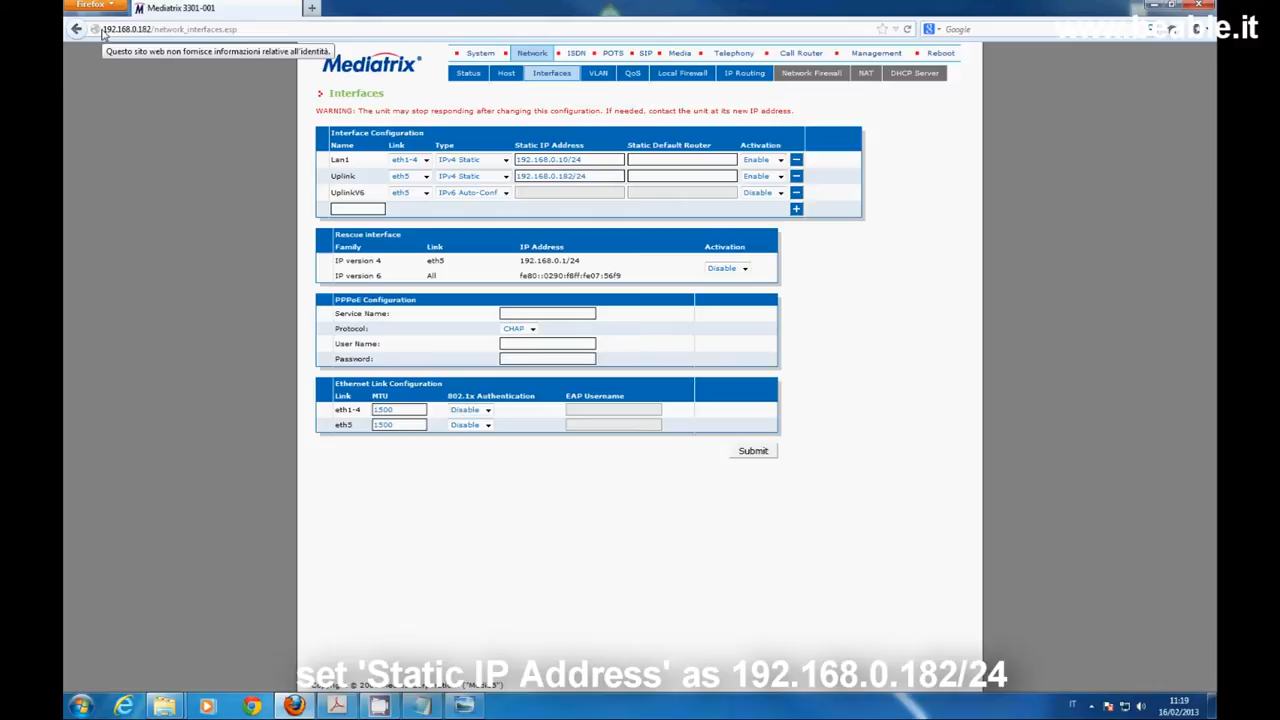 Firefox
Mediatrix 3301-001
192.168.0.182/network_interfaces.esp
Google
Questo sito web non fornisce informazioni relative all'identità.
Mediatrix
System Network ISDN POTS SIP Media Telephony Call Router Management Reboot
Status Host Interfaces VLAN QoS Local Firewall IP Routing Network Firewall NAT DHCP Server
Interfaces
WARNING: The unit may stop responding after changing this configuration. If needed, contact the unit at its new IP address.
Interface Configuration
Name Link Type Static IP Address Static Default Router Activation
Lan1 eth1-4 IPv4 Static 192.168.0.10/24 Enable
Uplink eth5 IPv4 Static 192.168.0.182/24 Enable
UplinkV6 eth5 IPv6 Auto-Conf Disable
Rescue Interface
Family Link IP Address Activation
IP version 4 eth5 192.168.0.1/24
Disable
IP version 6 All fe80::0290:f8ff:fe07:56f9
PPPoE Configuration
Service Name:
Protocol: CHAP
User Name:
Password:
Ethernet Link Configuration
Link MTU 802.1x Authentication EAP Username
eth1-4 1500 Disable
eth5 1500 Disable
Submit
set 'Static IP Address' as 192.168.0.182/24
IT
11:19
16/02/2013